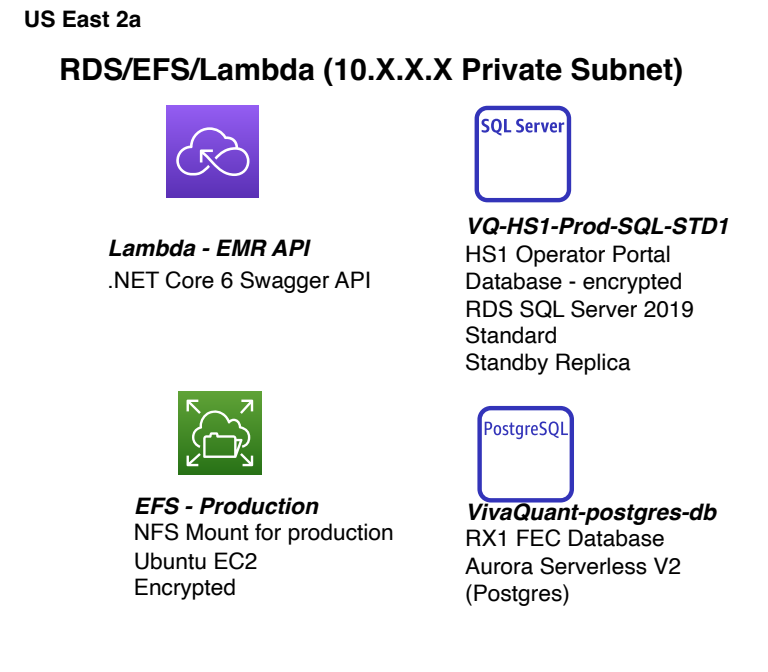 US East 2a
RDS/EFS/Lambda (10.X.X.X Private Subnet)
SQL Server
Lambda - EMR API
.NET Core 6 Swagger API
VQ-HS1-Prod-SQL-STD1
HS1 Operator Portal
Database - encrypted
RDS SQL Server 2019
Standard
Standby Replica
EFS - Production
NFS Mount for production
Ubuntu EC2
Encrypted
PostgreSQL
VivaQuant-postgres-db
RX1 FEC Database
Aurora Serverless V2
(Postgres)